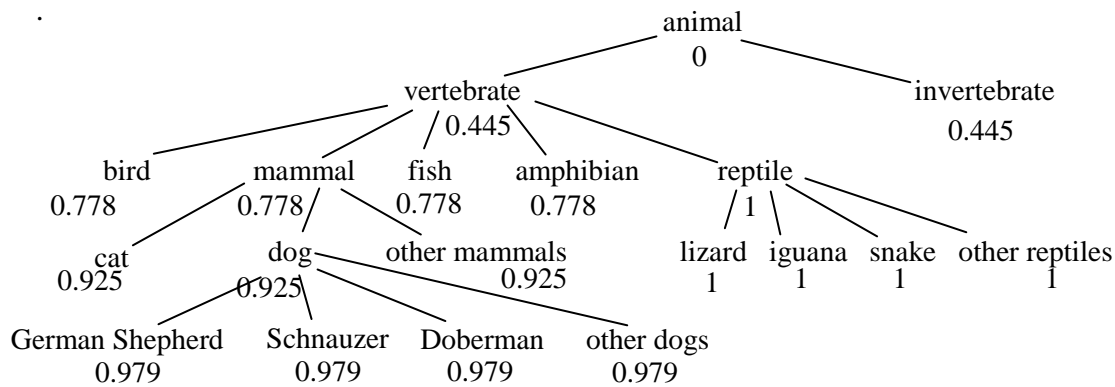 .
animal
0
vertebrate invertebrate
0.445 0.445
bird mammal fish amphibian reptile
0.778 0.778 0.778 0.778 1
cat dog other mammals lizard iguana snake other reptiles
0.925 0.925 0.925 1 1 1 1
German Shepherd Schnauzer Doberman other dogs
0.979 0.979 0.979 0.979